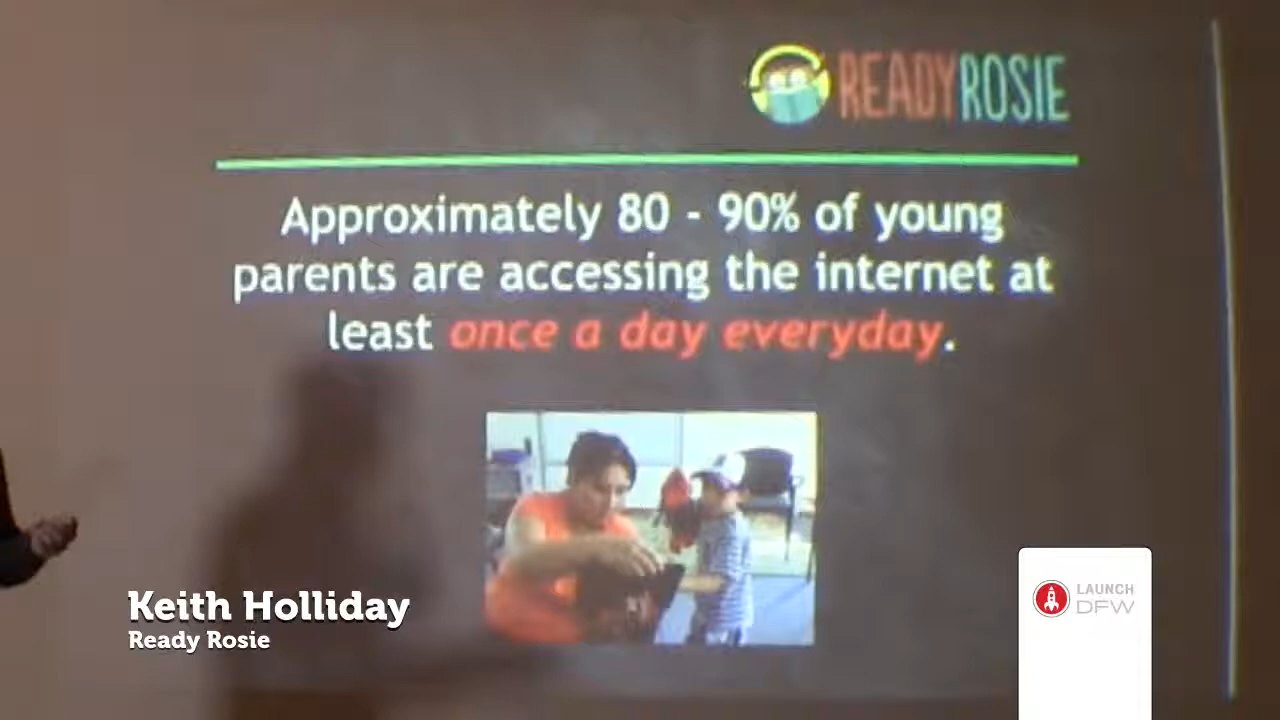 READYROSIE
Approximately 80 - 90% of young
parents are accessing the internet at
least once a day everyday.
Keith Holliday
Ready Rosie
LAUNCH
DFW